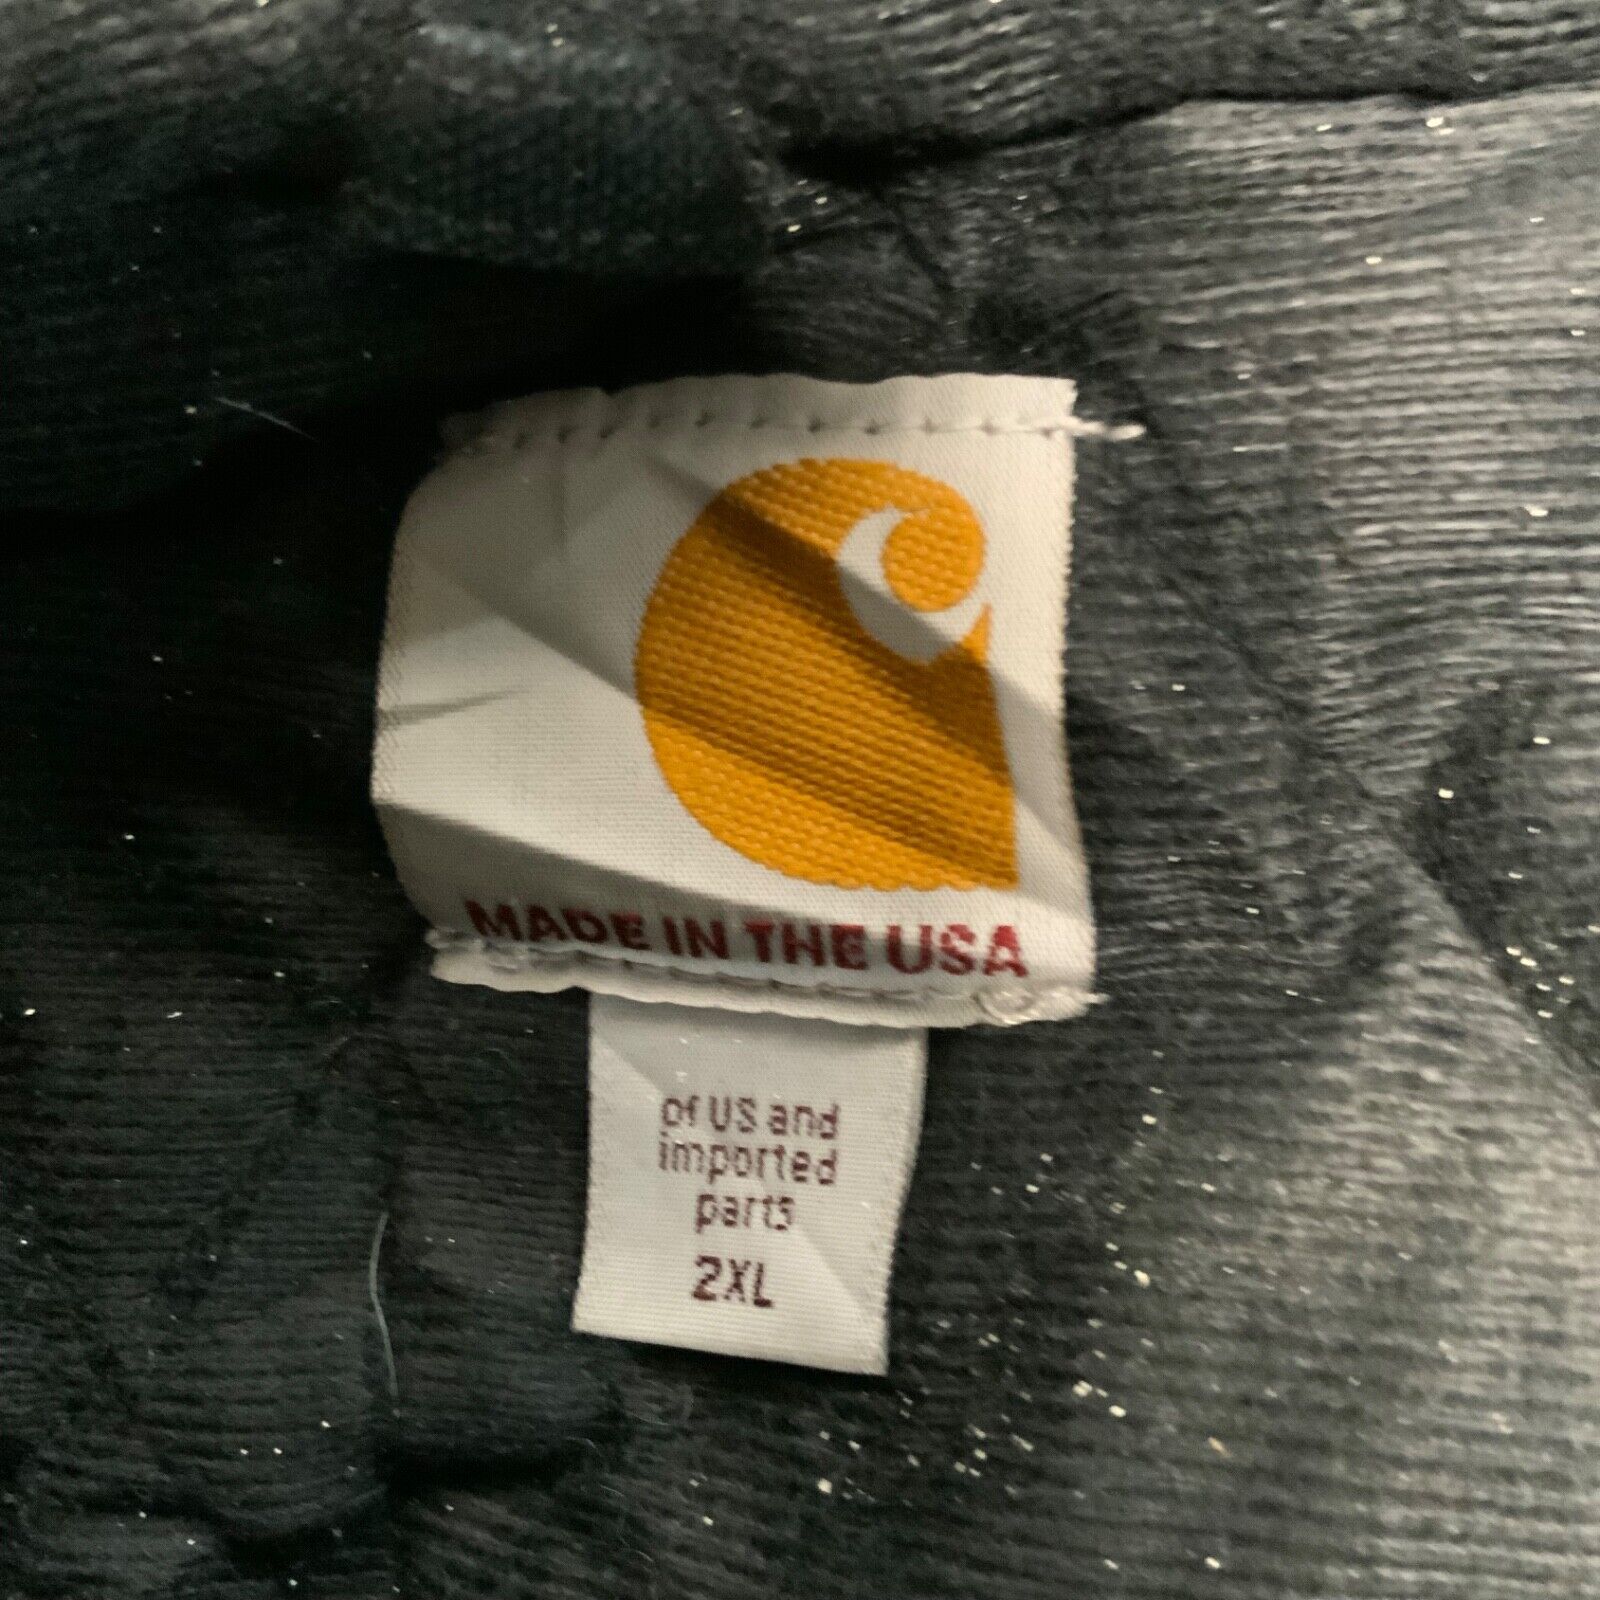 MADE IN THE USA
of US and
imported
parts
2XL